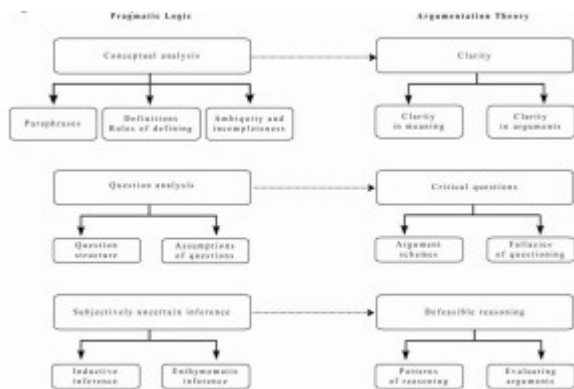 Pragmatic Logic
Argumentation Theory
Conceptual analysis
Clarity
Paraphrases
Definitions
Rules of defining
Ambiguity and
incompleteness
Clarity
in meaning
Clarity
in arguments
Question analysis
Critical questions
Question
structure
Assumptions
of questions
Argument
schemes
Fallacies
of questioning
Subjectively uncertain inference
Defeasible reasoning
Inductive
inference
Enthymematic
inference
Patterns
of reasoning
Evaluating
arguments